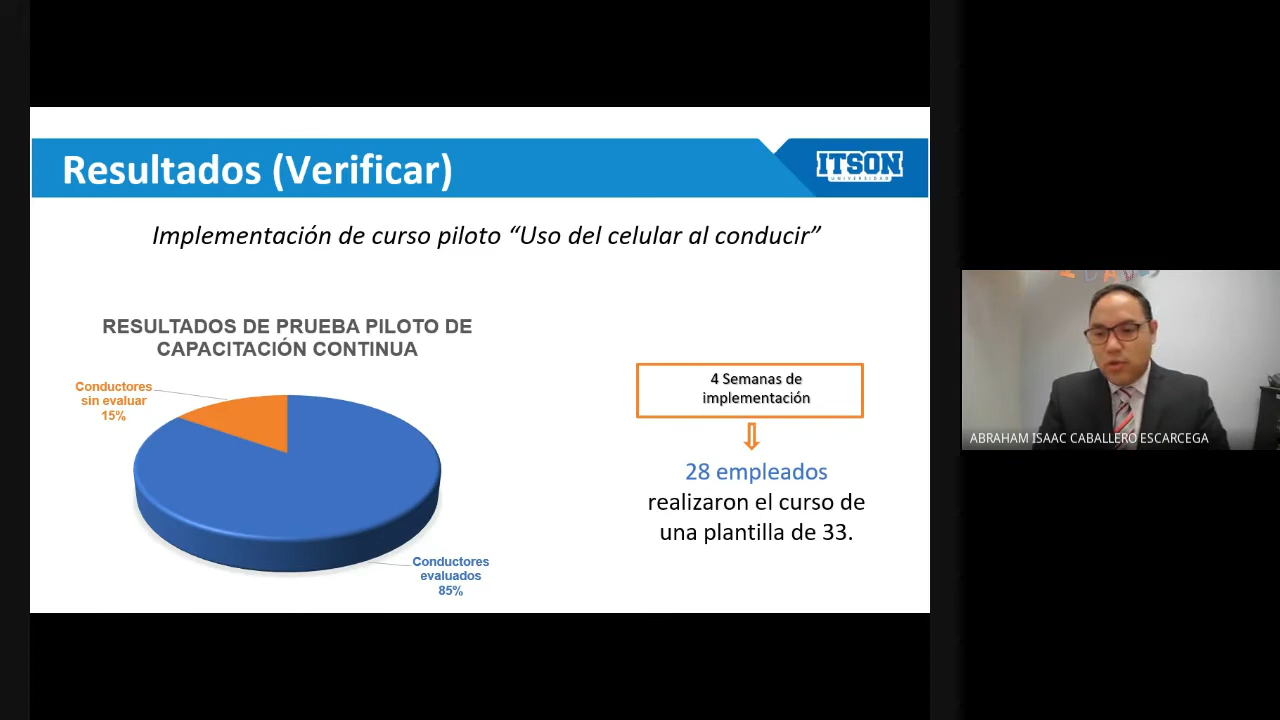 Resultados (Verificar)
ITSON
UNIVERSIDAD
Implementación de curso piloto “Uso del celular al conducir”
RESULTADOS DE PRUEBA PILOTO DE
CAPACITACIÓN CONTINUA
Conductores
sin evaluar
15%
Conductores
evaluados
85%
4 Semanas de
implementación
28 empleados
realizaron el curso de
una plantilla de 33.
ABRAHAM ISAAC CABALLERO ESCARCEGA